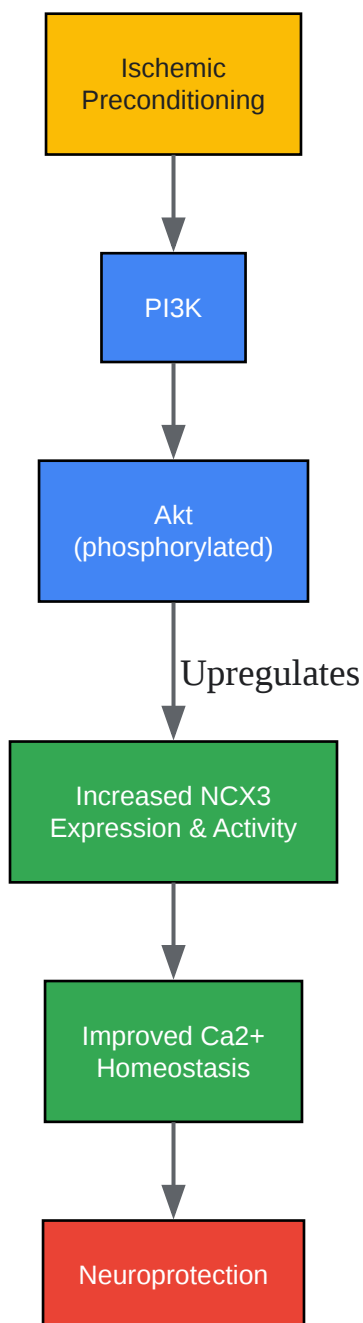 Ischemic
Preconditioning
PI3K
Akt
(phosphorylated)
Upregulates
Increased NCX3
Expression & Activity
Improved Ca2+
Homeostasis
Neuroprotection